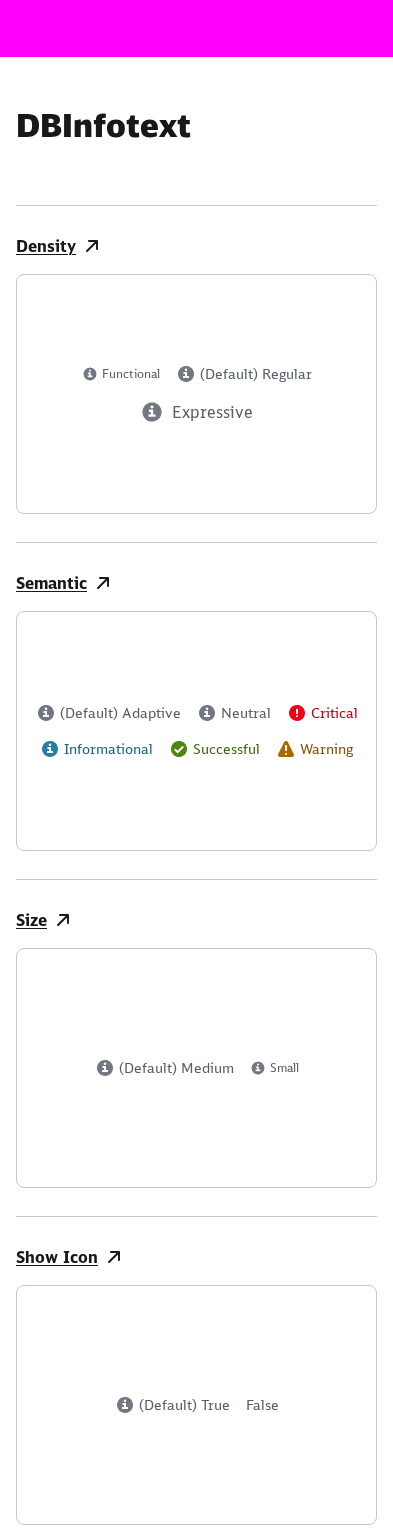 DBInfotext
Density
Functional (Default) Regular
Expressive
Semantic
(Default) Adaptive Neutral Critical
Informational Successful Warning
Size
(Default) Medium Small
Show Icon
(Default) True False